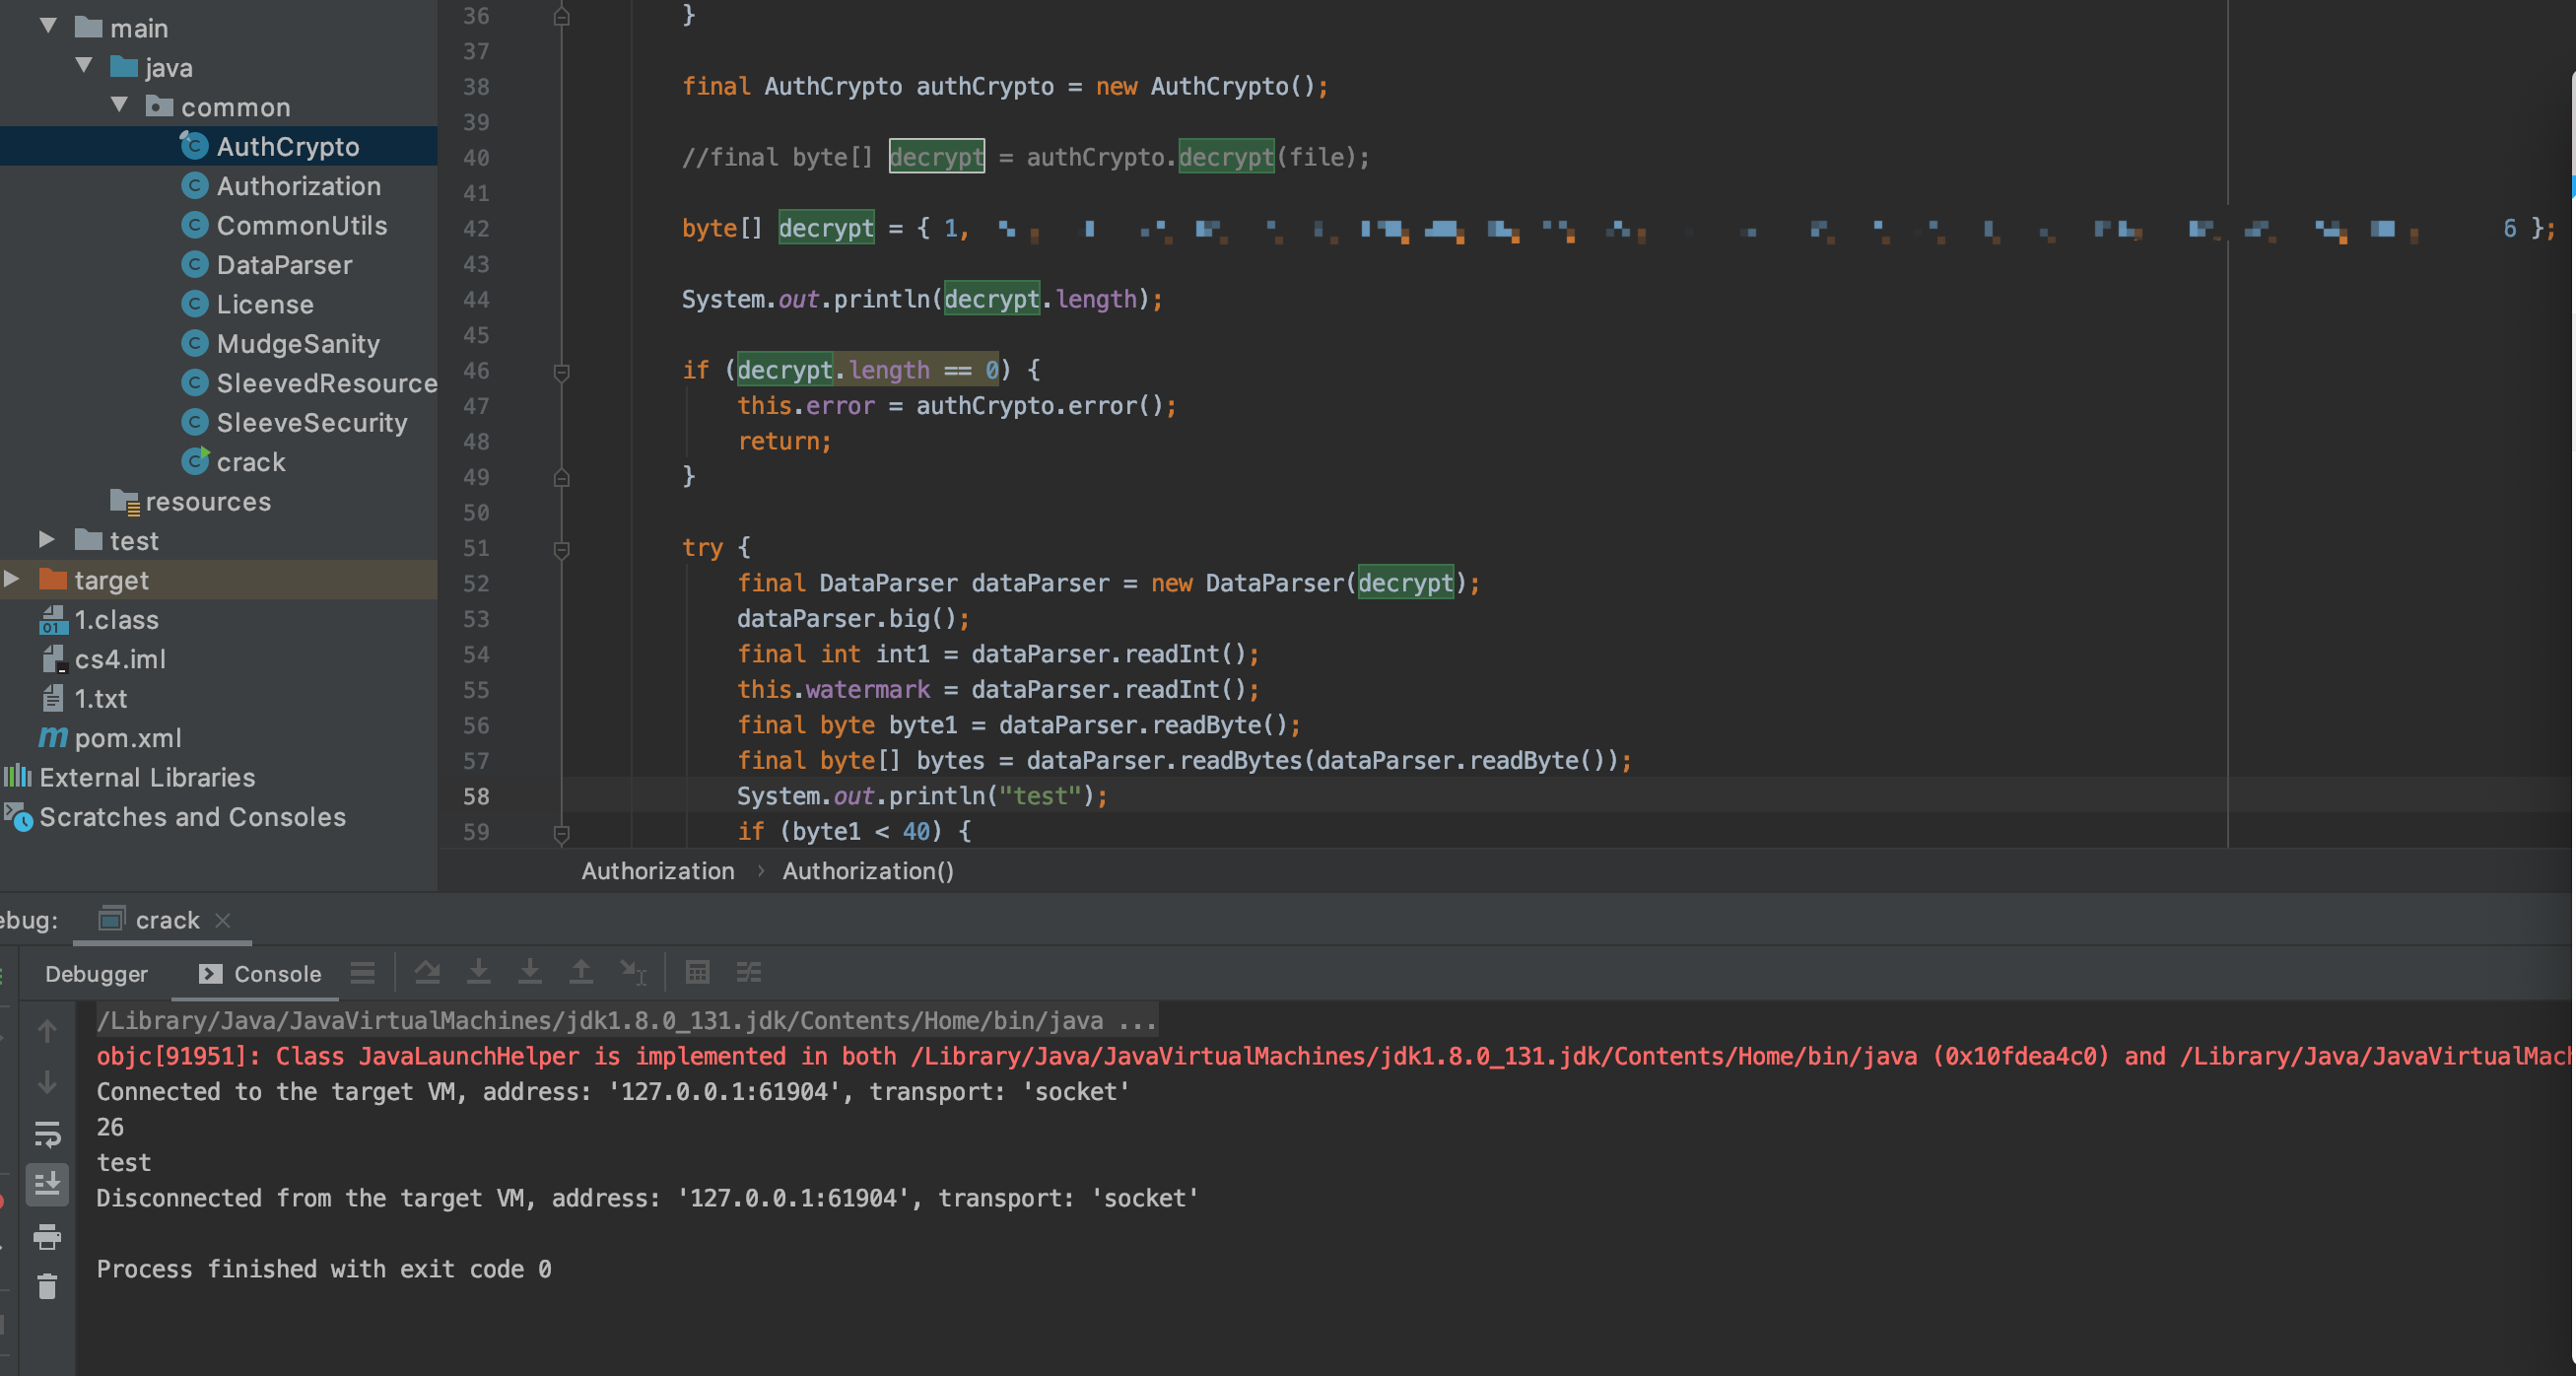 main
java
common
AuthCrypto
Authorization
CommonUtils
DataParser
License
MudgeSanity
SleevedResource
SleeveSecurity
crack
resources
test
target
1.class
cs4.iml
1.txt
pom.xml
External Libraries
Scratches and Consoles
36 }
37
38 final AuthCrypto authCrypto = new AuthCrypto();
39
40 //final byte[] decrypt = authCrypto.decrypt(file);
41
42 byte[] decrypt = { 1, 6 };
43
44 System.out.println(decrypt.length);
45
46 if (decrypt.length == 0) {
47 this.error = authCrypto.error();
48 return;
49 }
50
51 try {
52 final DataParser dataParser = new DataParser(decrypt);
53 dataParser.big();
54 final int int1 = dataParser.readInt();
55 this.watermark = dataParser.readInt();
56 final byte byte1 = dataParser.readByte();
57 final byte[] bytes = dataParser.readBytes(dataParser.readByte());
58 System.out.println("test");
59 if (byte1 < 40) {
Authorization › Authorization()
ebug: crack
Debugger Console
/Library/Java/JavaVirtualMachines/jdk1.8.0_131.jdk/Contents/Home/bin/java ...
objc[91951]: Class JavaLaunchHelper is implemented in both /Library/Java/JavaVirtualMachines/jdk1.8.0_131.jdk/Contents/Home/bin/java (0x10fdea4c0) and /Library/Java/JavaVirtualMach
Connected to the target VM, address: '127.0.0.1:61904', transport: 'socket'
26
test
Disconnected from the target VM, address: '127.0.0.1:61904', transport: 'socket'
Process finished with exit code 0